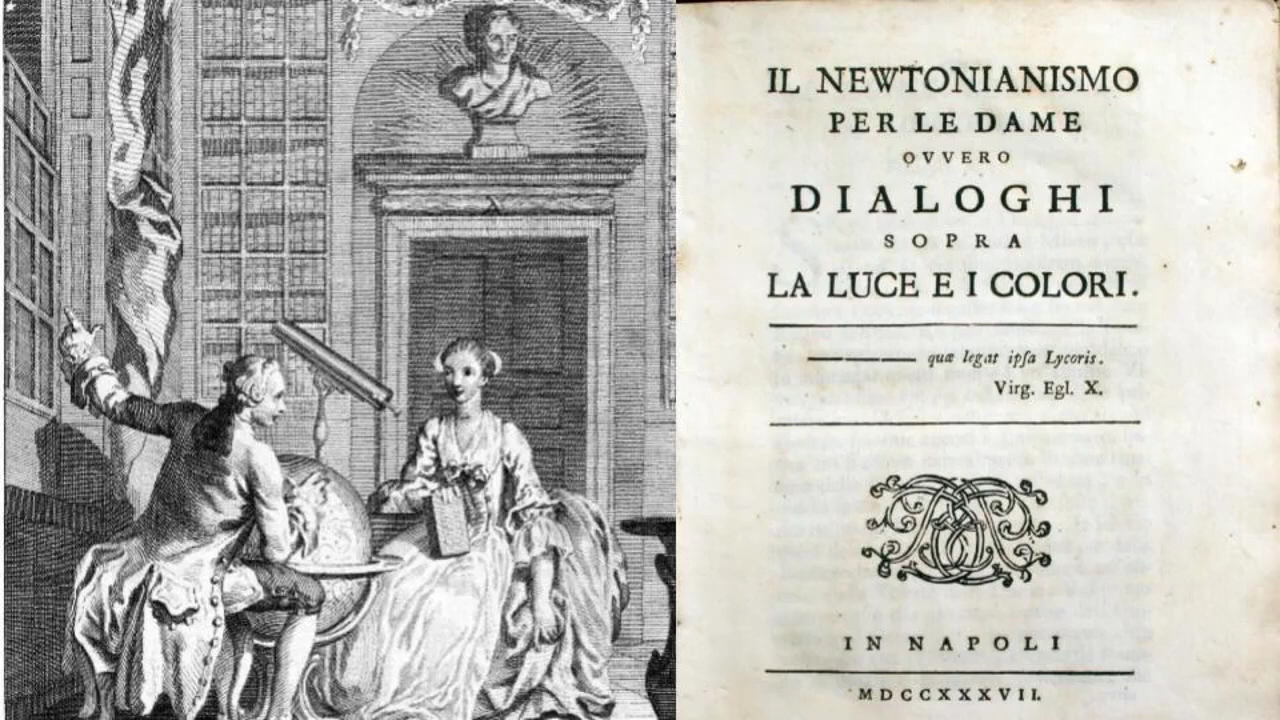 IL NEWTONIANISMO
PER LE DAME
OVVERO
DIALOGHI
SOPRA
LA LUCE E I COLORI.
——— quæ legat ipſa Lycoris.
Virg. Egl. X.
IN NAPOLI
MDCCXXXVII.